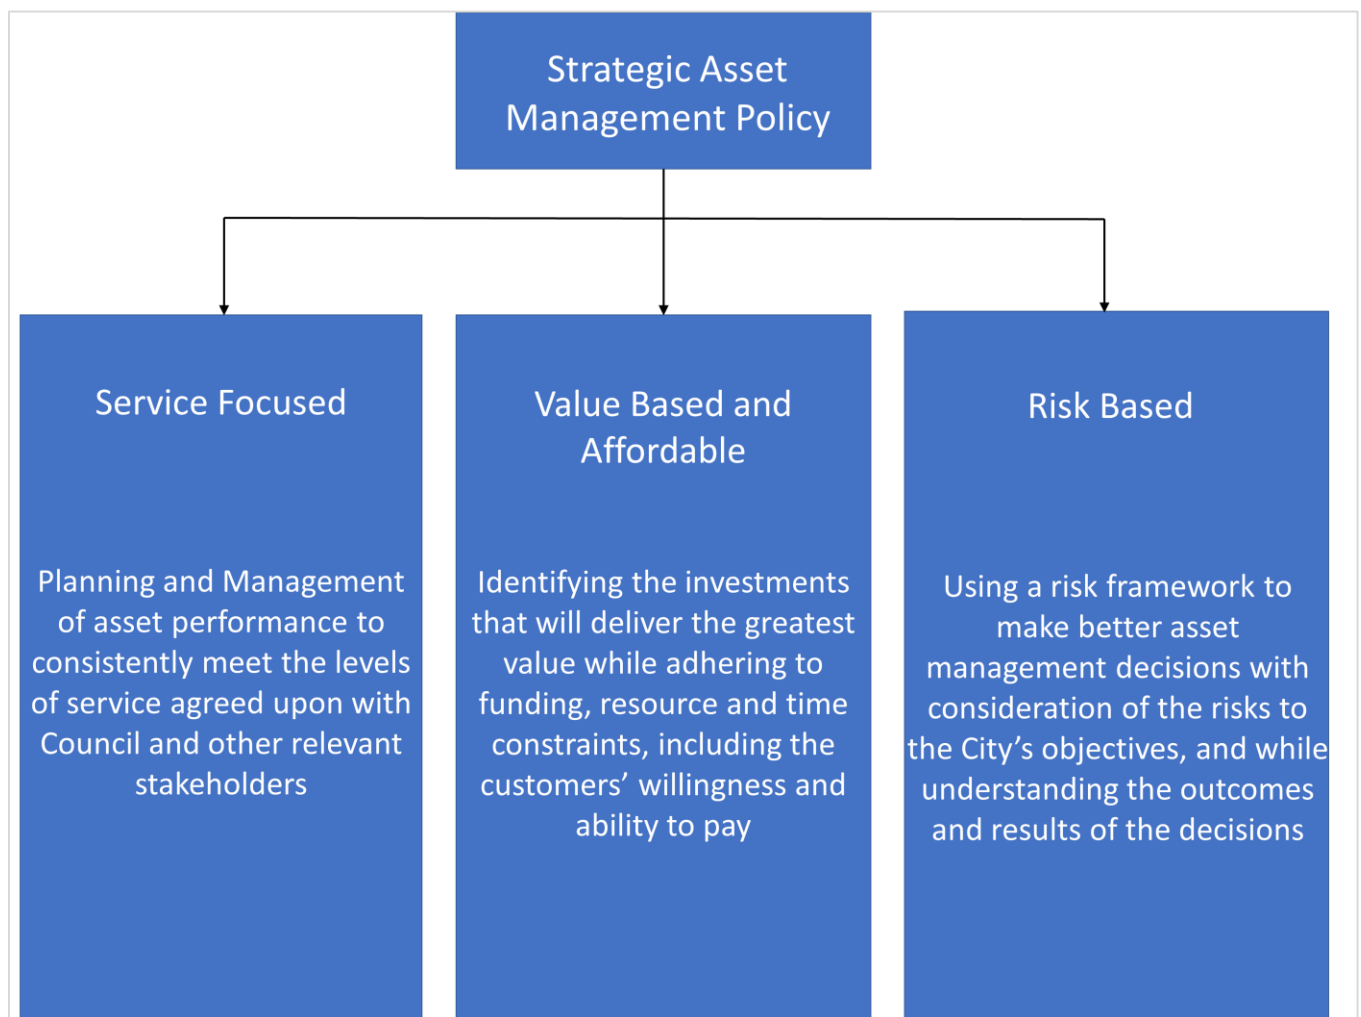 Strategic Asset
Management Policy
Service Focused
Planning and Management
of asset performance to
consistently meet the levels
of service agreed upon with
Council and other relevant
stakeholders
Value Based and
Affordable
Identifying the investments
that will deliver the greatest
value while adhering to
funding, resource and time
constraints, including the
customers’ willingness and
ability to pay
Risk Based
Using a risk framework to
make better asset
management decisions with
consideration of the risks to
the City’s objectives, and while
understanding the outcomes
and results of the decisions